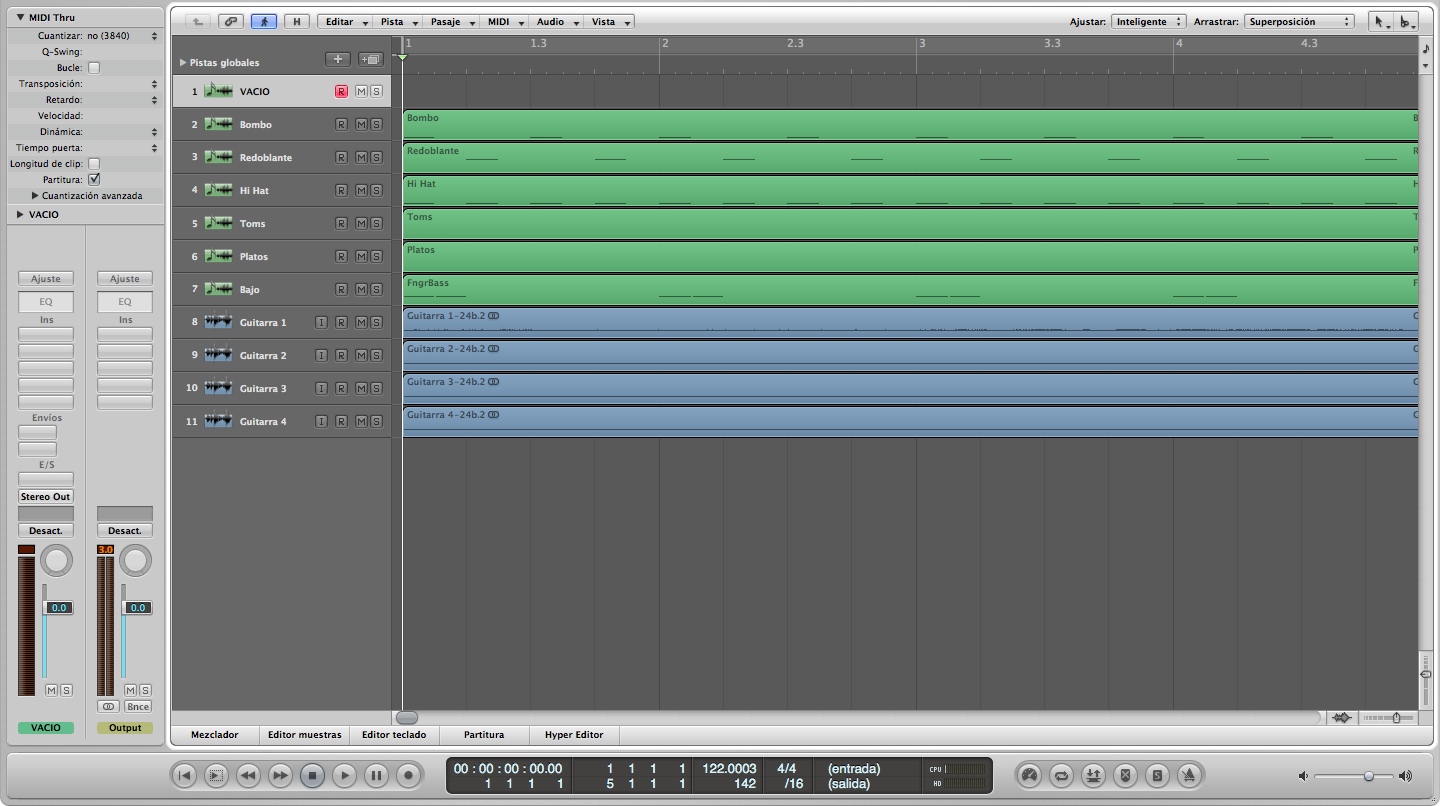 MIDI Thru
Cuantizar: no (3840)
Q-Swing:
Bucle:
Transposición:
Retardo:
Velocidad:
Dinámica:
Tiempo puerta:
Longitud de clip:
Partitura:
Cuantización avanzada
VACIO
Ajuste Ajuste
EQ EQ
Ins Ins
Envíos
E/S
Stereo Out
Desact. Desact.
3.0
0.0 0.0
M S M S
Bnce
VACIO Output
H Editar Pista Pasaje MIDI Audio Vista Ajustar: Inteligente Arrastrar: Superposición
Pistas globales
1 1.3 2 2.3 3 3.3 4 4.3
1 VACIO R M S
2 Bombo R M S
Bombo B
3 Redoblante R M S
Redoblante R
4 Hi Hat R M S
Hi Hat H
5 Toms R M S
Toms T
6 Platos R M S
Platos P
7 Bajo R M S
FngrBass F
8 Guitarra 1 I R M S
Guitarra 1-24b.2 G
9 Guitarra 2 I R M S
Guitarra 2-24b.2 G
10 Guitarra 3 I R M S
Guitarra 3-24b.2 G
11 Guitarra 4 I R M S
Guitarra 4-24b.2 G
Mezclador Editor muestras Editor teclado Partitura Hyper Editor
00 : 00 : 00 : 00.00 1 1 1 1 122.0003 4/4 (entrada) CPU
1 1 1 1 5 1 1 1 142 /16 (salida) HD
S